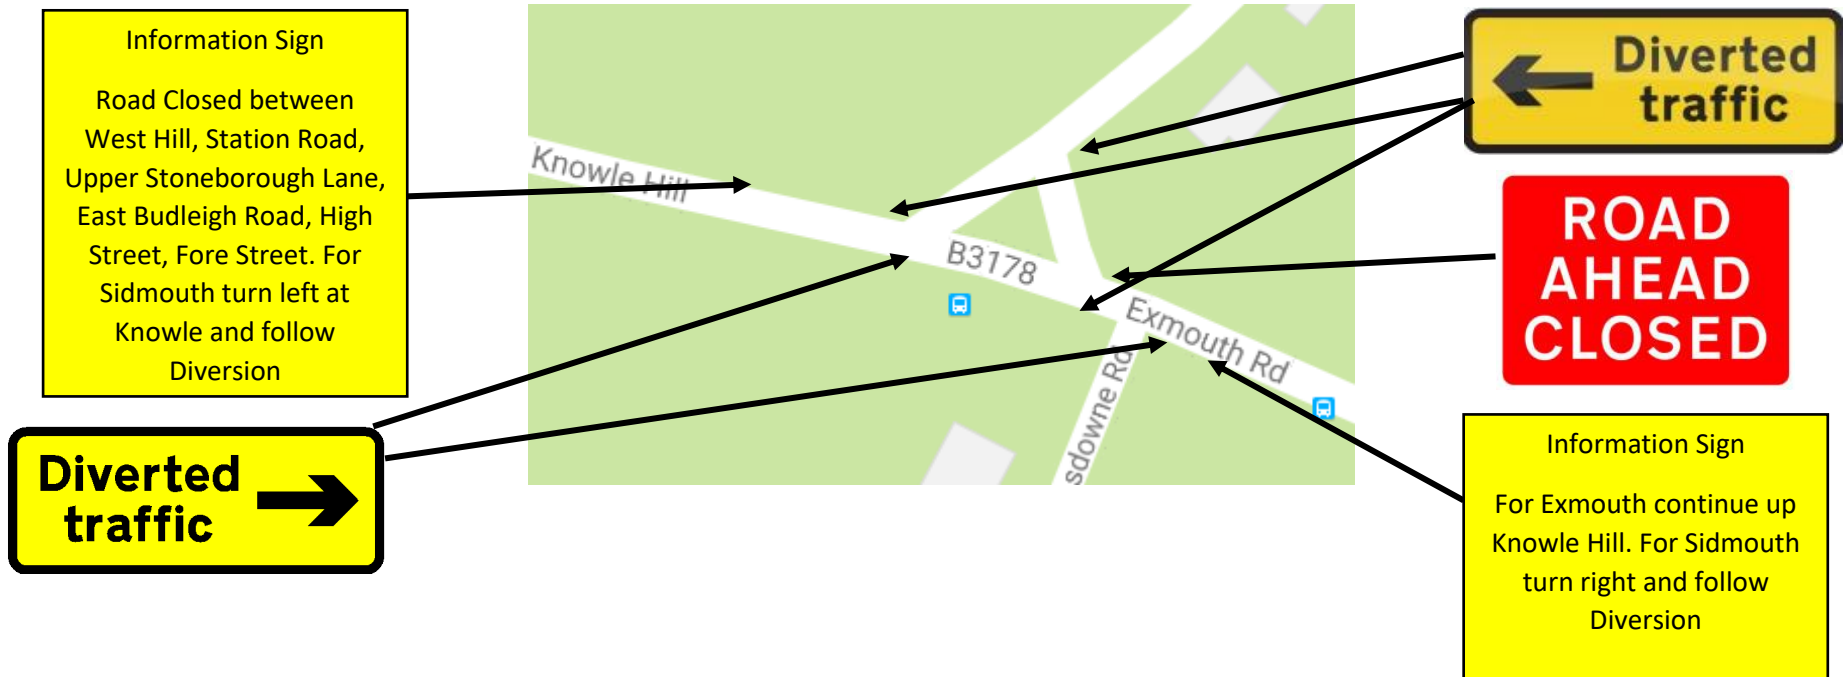 Information Sign
Road Closed between
West Hill, Station Road,
Upper Stoneborough Lane,
East Budleigh Road, High
Street, Fore Street. For
Sidmouth turn left at
Knowle and follow
Diversion
Diverted
traffic
Knowle Hill
B3178
Exmouth Rd
sdowne Rd
Diverted
traffic
ROAD
AHEAD
CLOSED
Information Sign
For Exmouth continue up
Knowle Hill. For Sidmouth
turn right and follow
Diversion